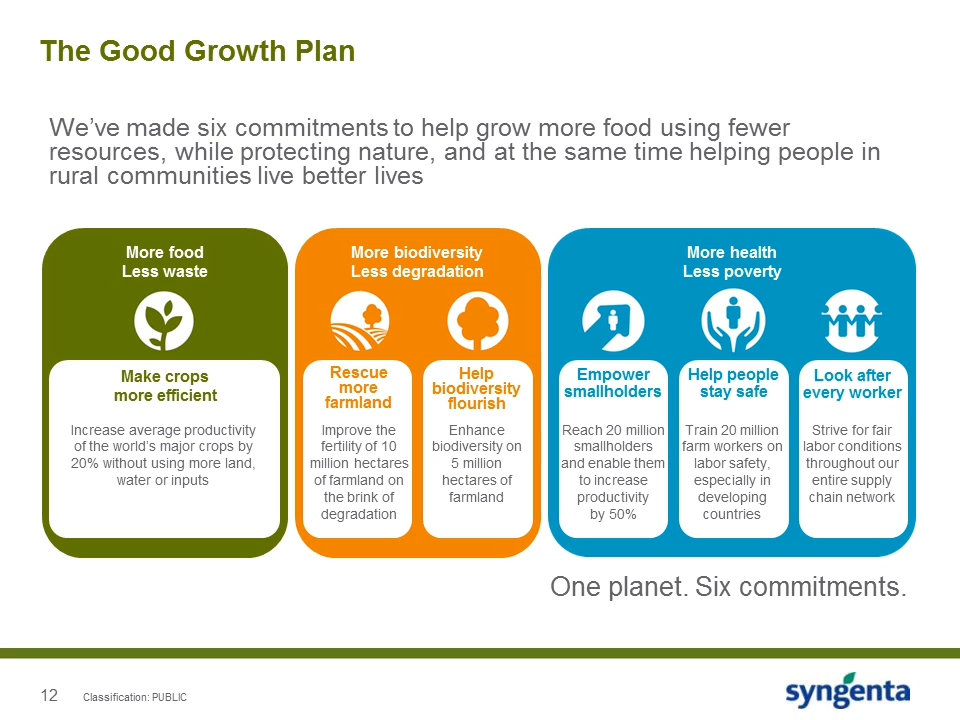 The Good Growth Plan
We’ve made six commitments to help grow more food using fewer
resources, while protecting nature, and at the same time helping people in
rural communities live better lives
More food
Less waste
Make crops
more efficient
Increase average productivity
of the world’s major crops by
20% without using more land,
water or inputs
More biodiversity
Less degradation
Rescue
more
farmland
Improve the
fertility of 10
million hectares
of farmland on
the brink of
degradation
Help
biodiversity
flourish
Enhance
biodiversity on
5 million
hectares of
farmland
More health
Less poverty
Empower
smallholders
Reach 20 million
smallholders
and enable them
to increase
productivity
by 50%
Help people
stay safe
Train 20 million
farm workers on
labor safety,
especially in
developing
countries
Look after
every worker
Strive for fair
labor conditions
throughout our
entire supply
chain network
One planet. Six commitments.
12
Classification: PUBLIC
syngenta